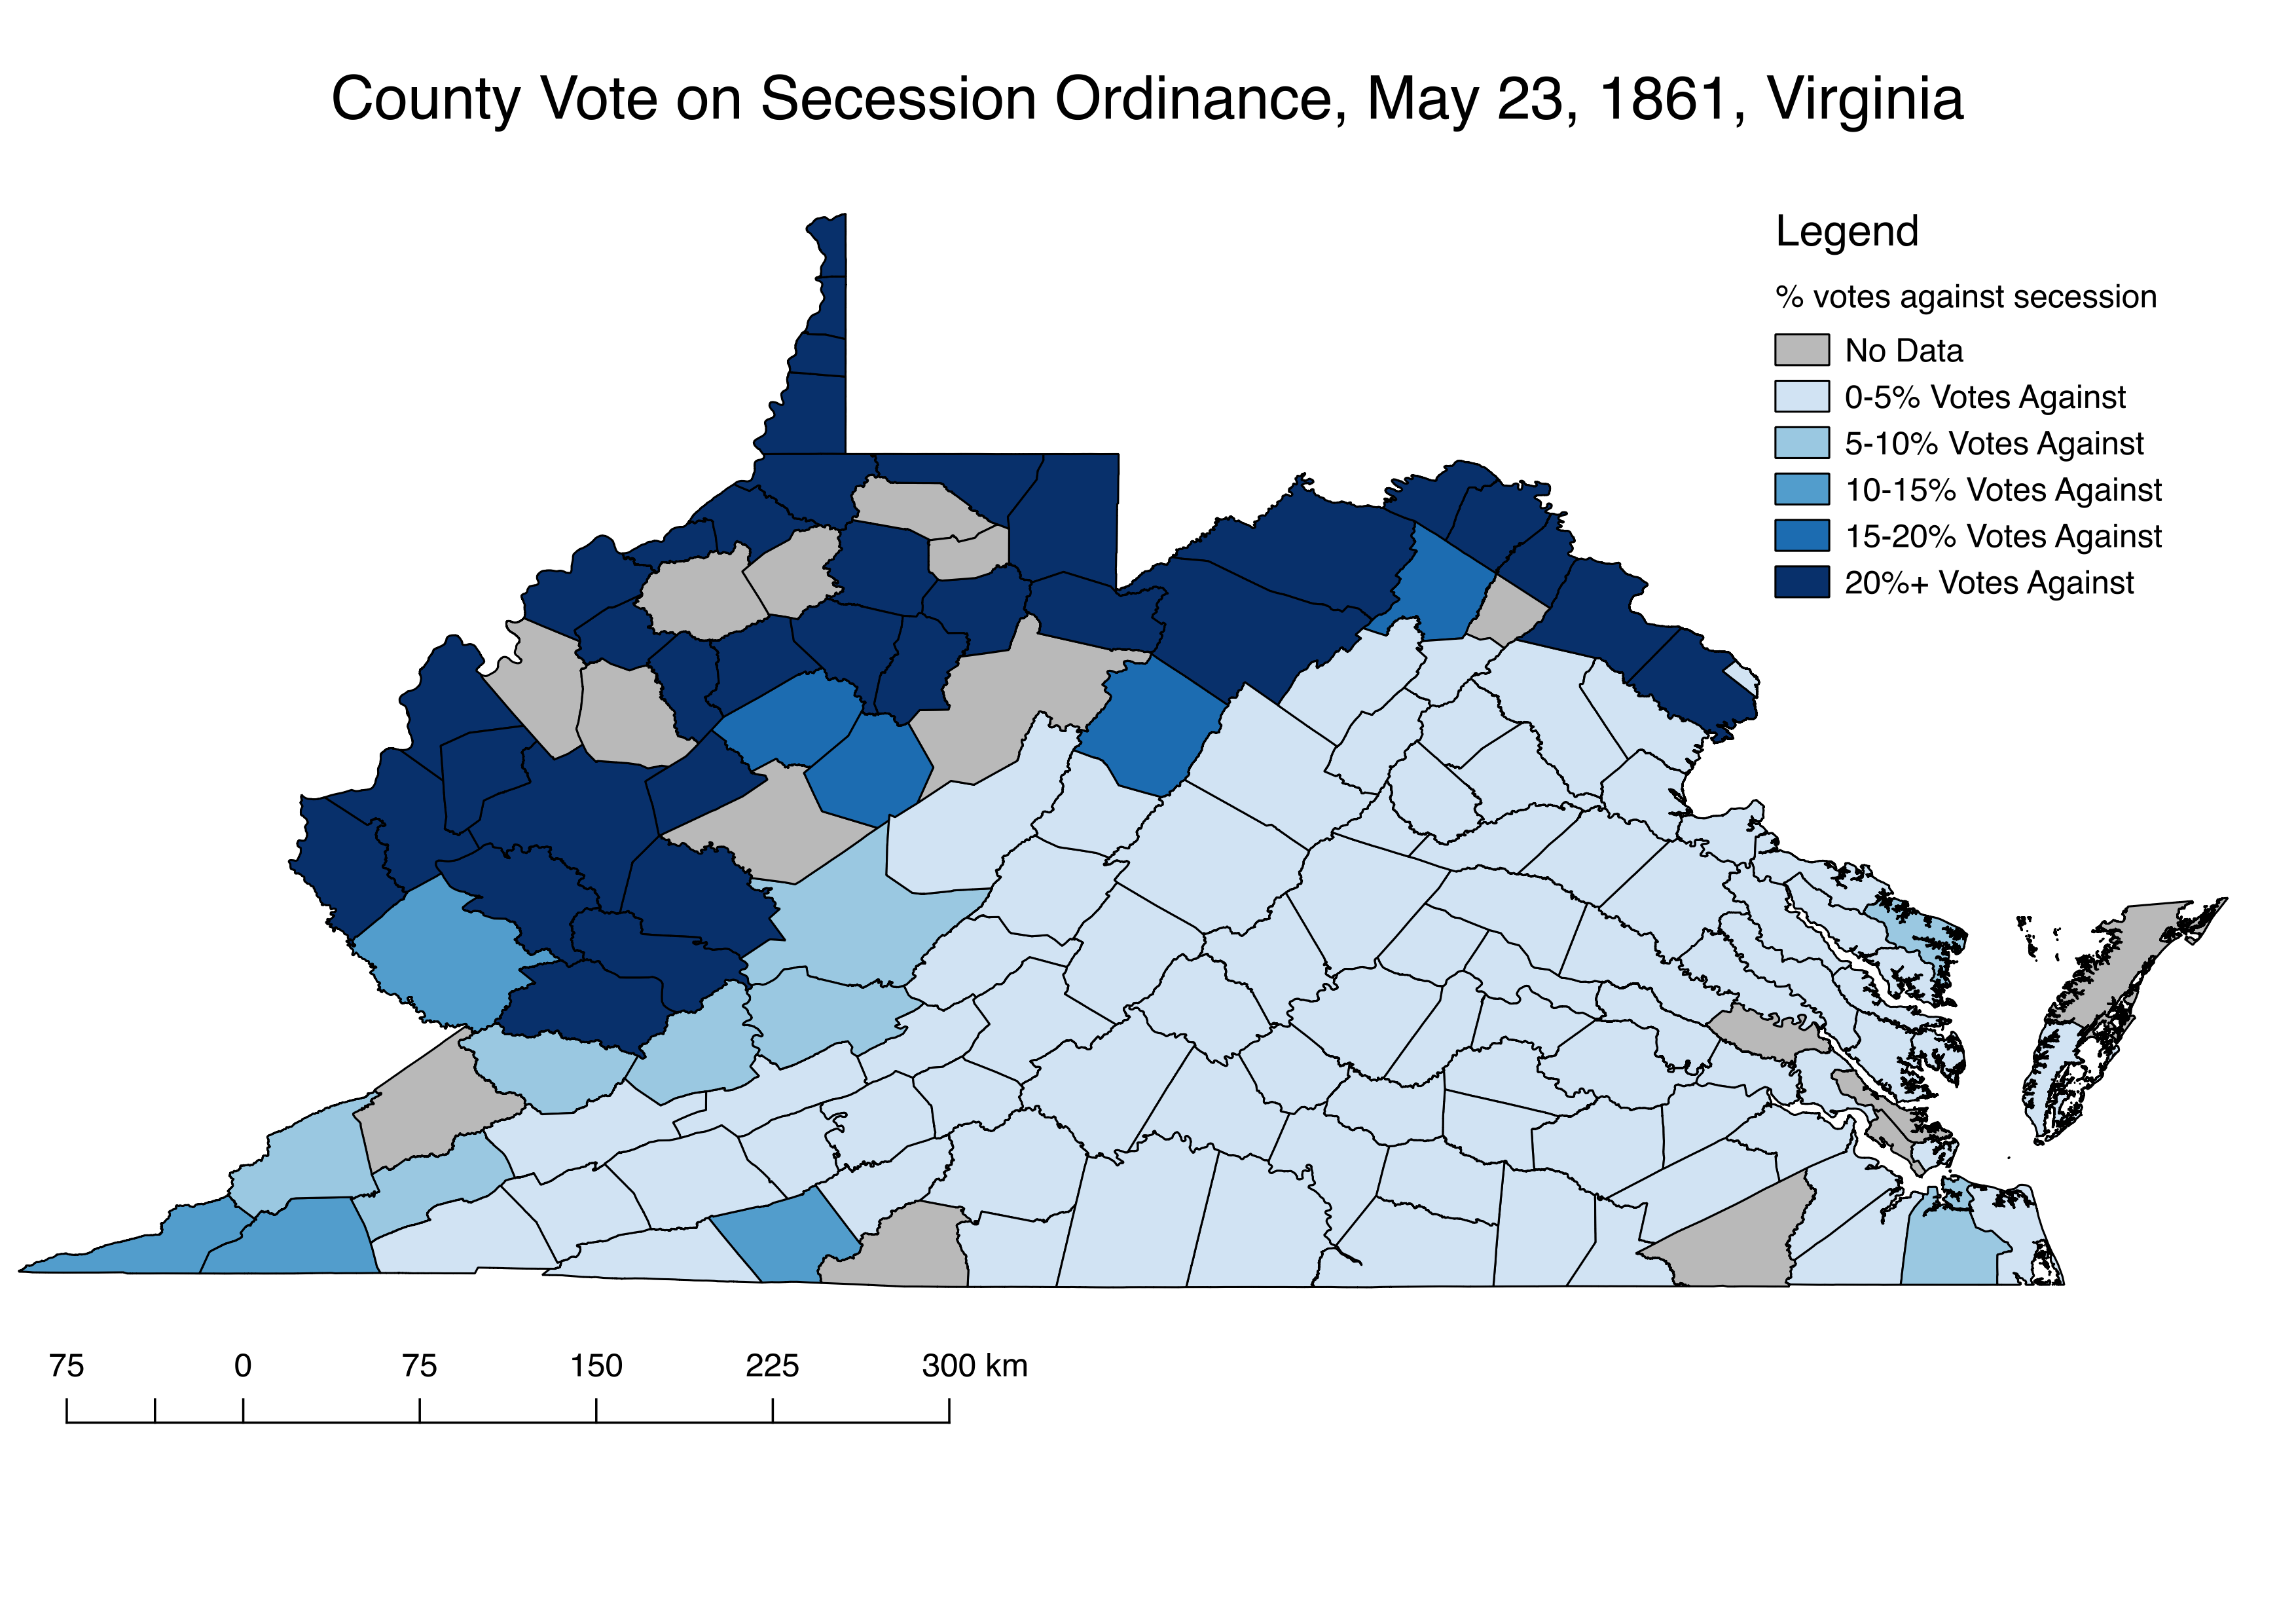 County Vote on Secession Ordinance, May 23, 1861, Virginia
Legend
% votes against secession
No Data
0-5% Votes Against
5-10% Votes Against
10-15% Votes Against
15-20% Votes Against
20%+ Votes Against
75 0 75 150 225 300 km